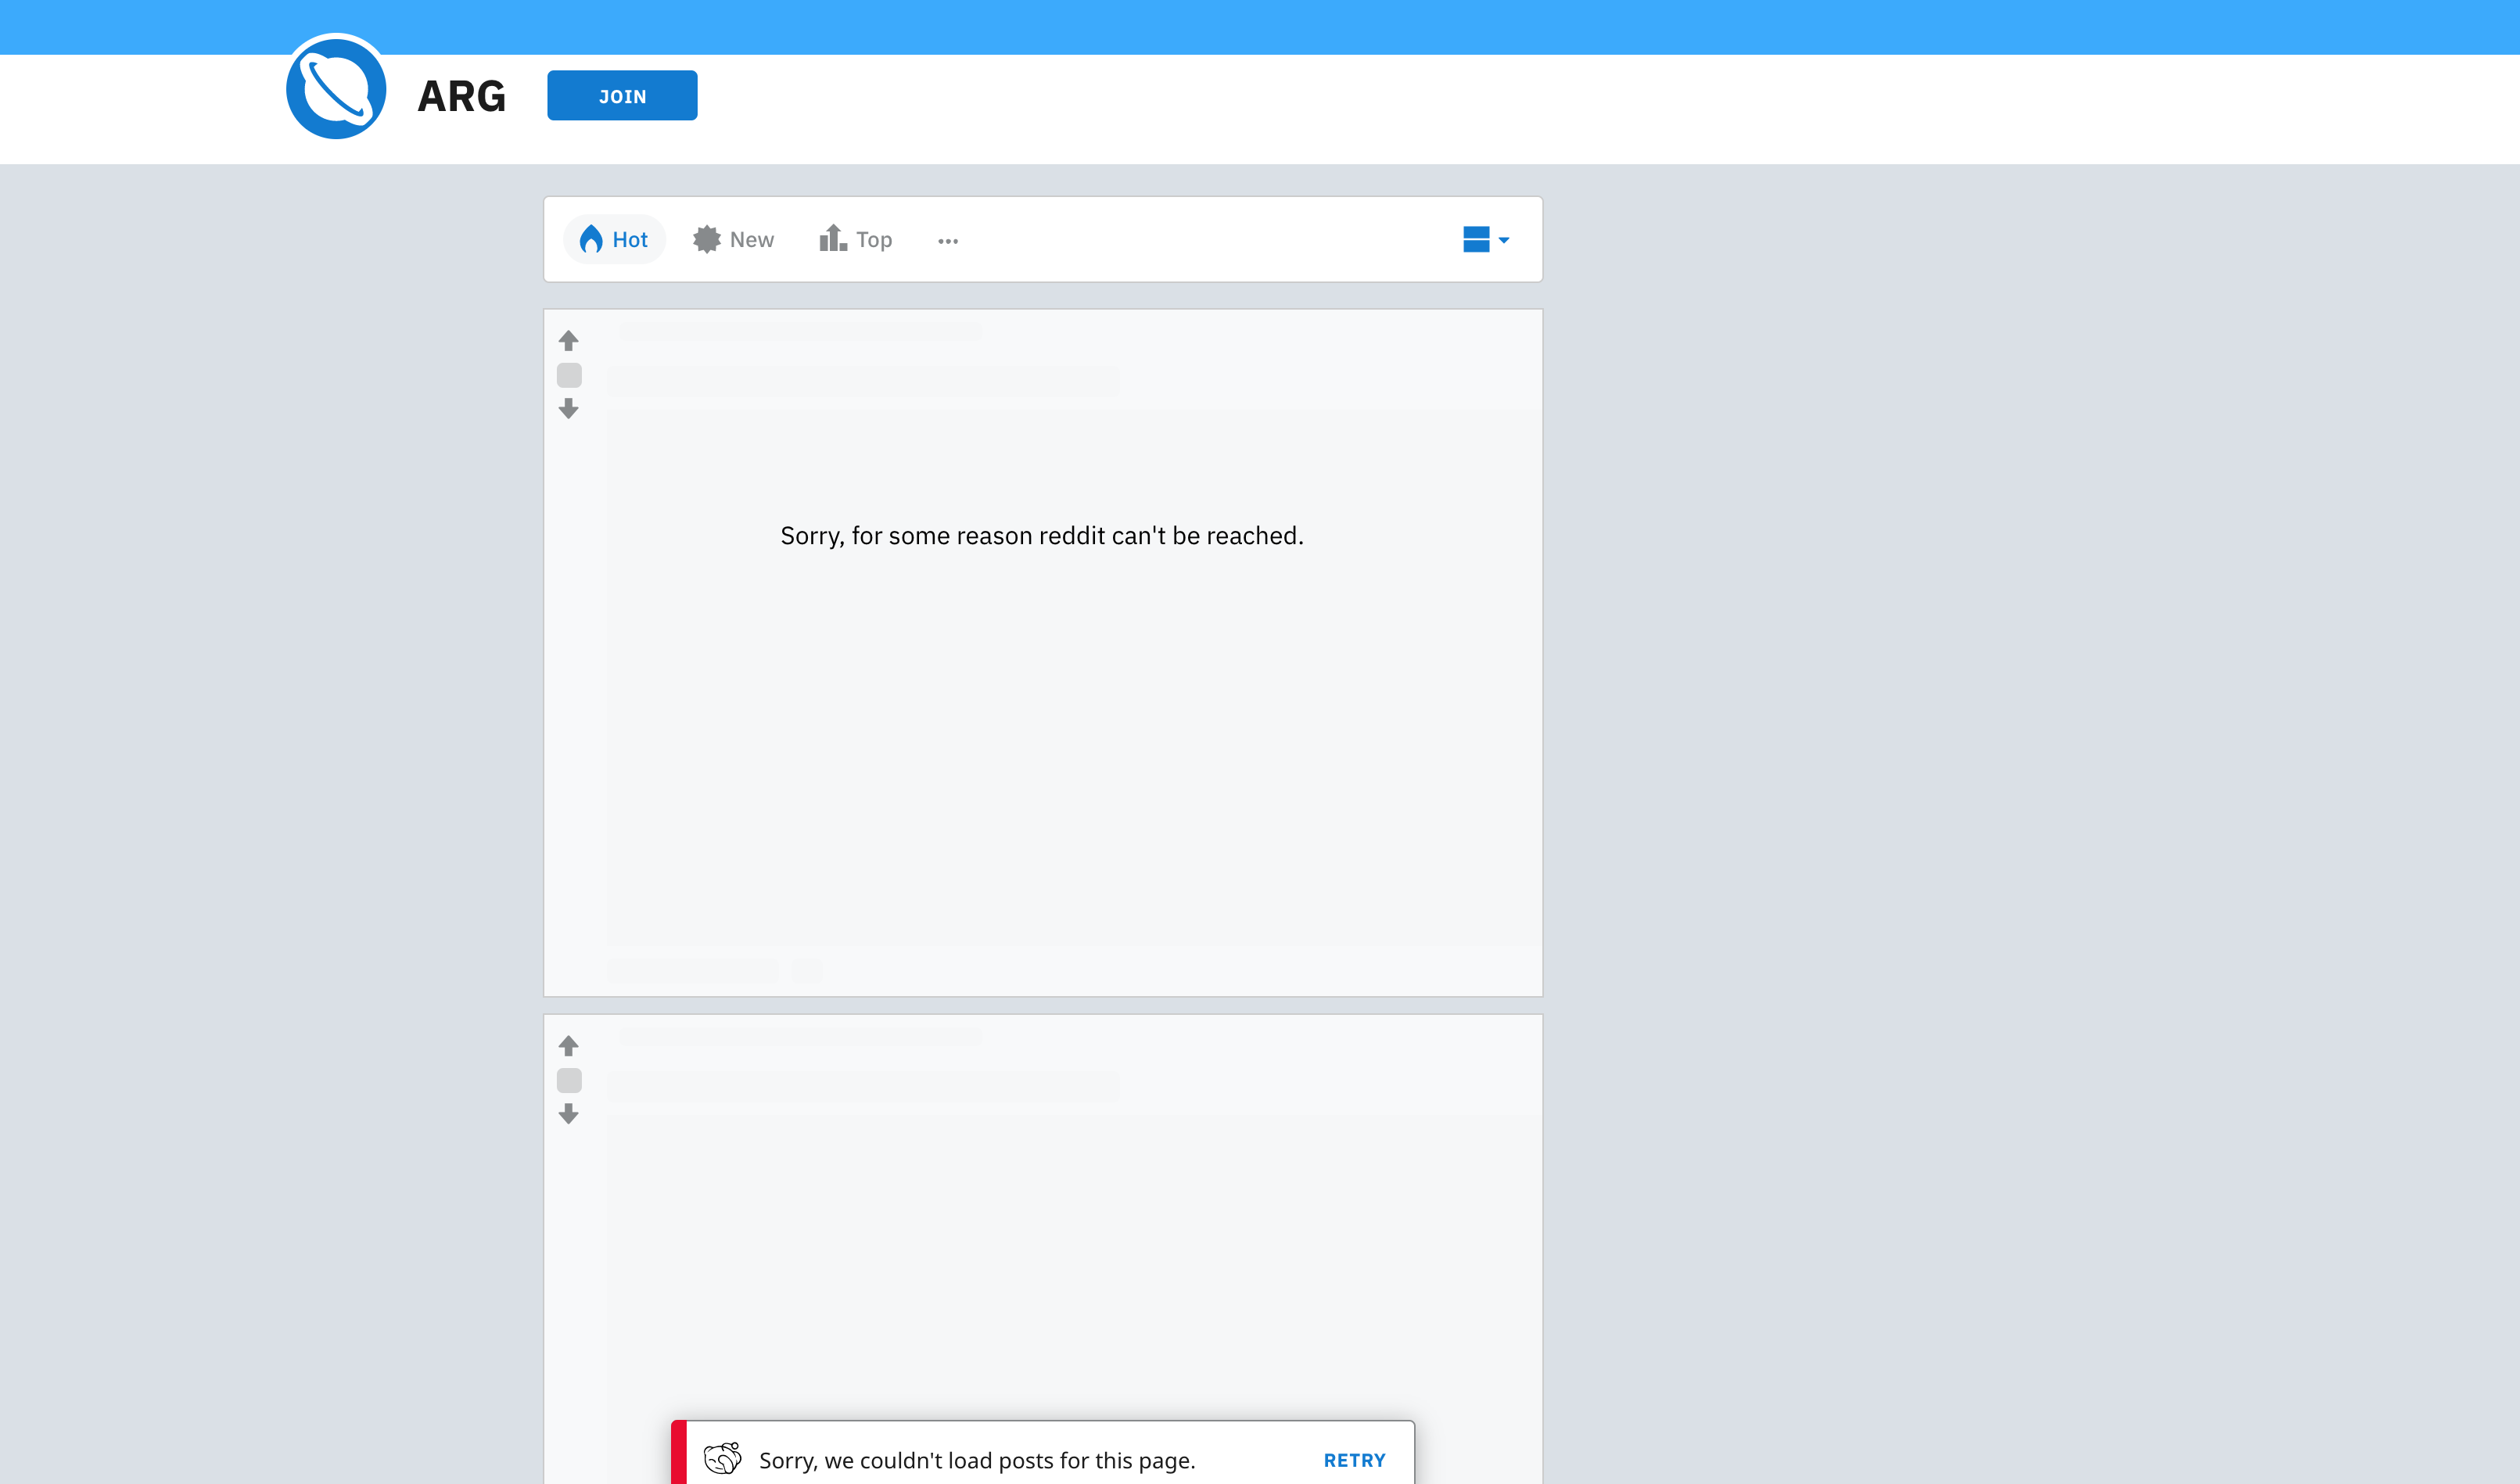 ARG
JOIN
Hot
New
Top
Sorry, for some reason reddit can't be reached.
Sorry, we couldn't load posts for this page.
RETRY